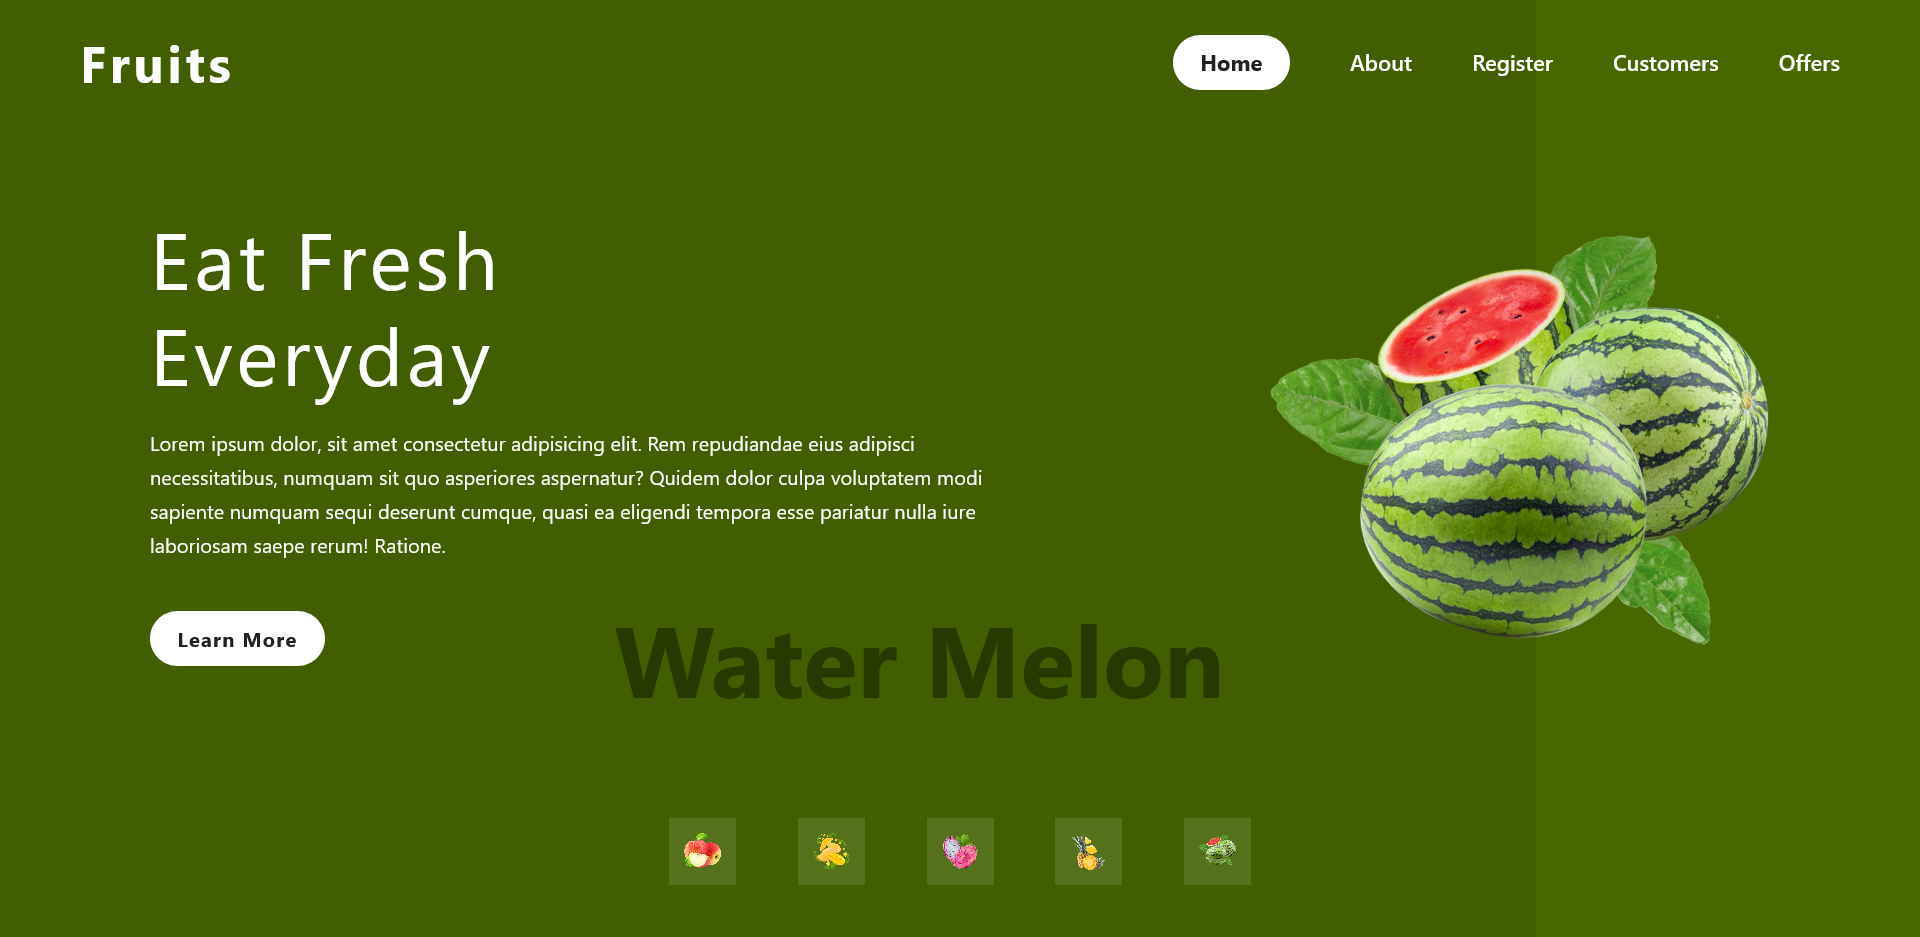 Fruits
Home
About
Register
Customers
Offers
Eat Fresh
Everyday
Lorem ipsum dolor, sit amet consectetur adipisicing elit. Rem repudiandae eius adipisci
necessitatibus, numquam sit quo asperiores aspernatur? Quidem dolor culpa voluptatem modi
sapiente numquam sequi deserunt cumque, quasi ea eligendi tempora esse pariatur nulla iure
laboriosam saepe rerum! Ratione.
Learn More
Water Melon